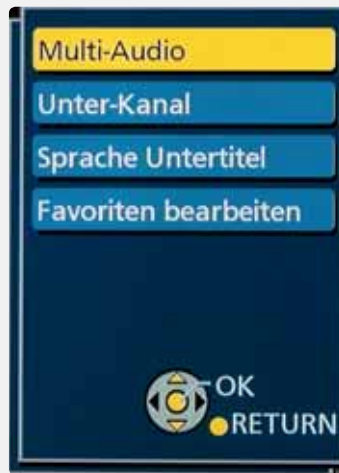 Multi-Audio
Unter-Kanal
Sprache Untertitel
Favoriten bearbeiten
OK
RETURN